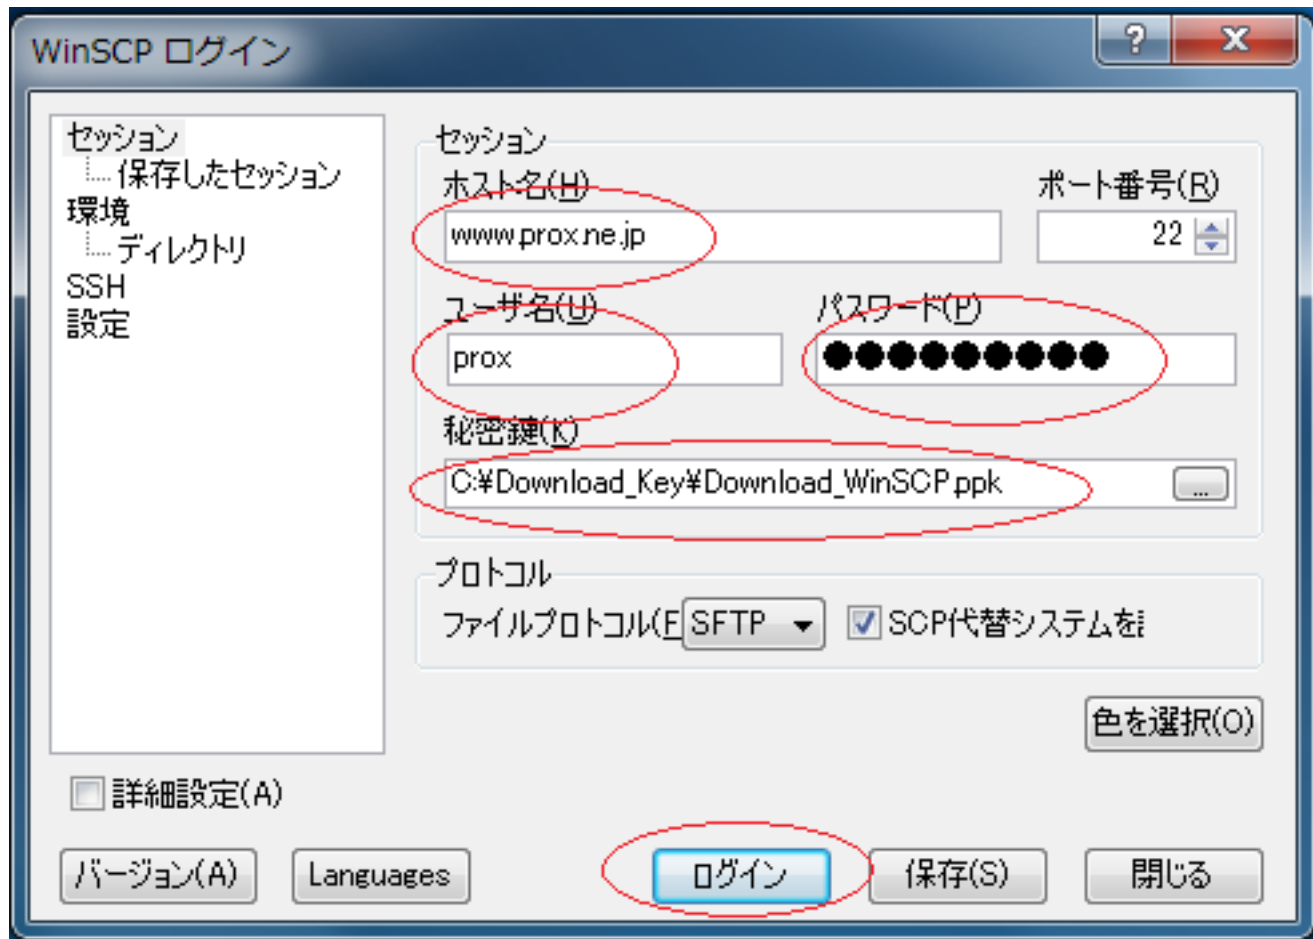 WinSCP ログイン
セッション
保存したセッション
環境
ディレクトリ
SSH
設定
セッション
ホスト名(H) ポート番号(R)
www.prox.ne.jp 22
ユーザ名(U) パスワード(P)
prox ●●●●●●●●●
秘密鍵(K)
C:¥Download_Key¥Download_WinSCP.ppk ...
プロトコル
ファイルプロトコル(F SFTP SCP代替システムを
色を選択(O)
詳細設定(A)
バージョン(A) Languages ログイン 保存(S) 閉じる